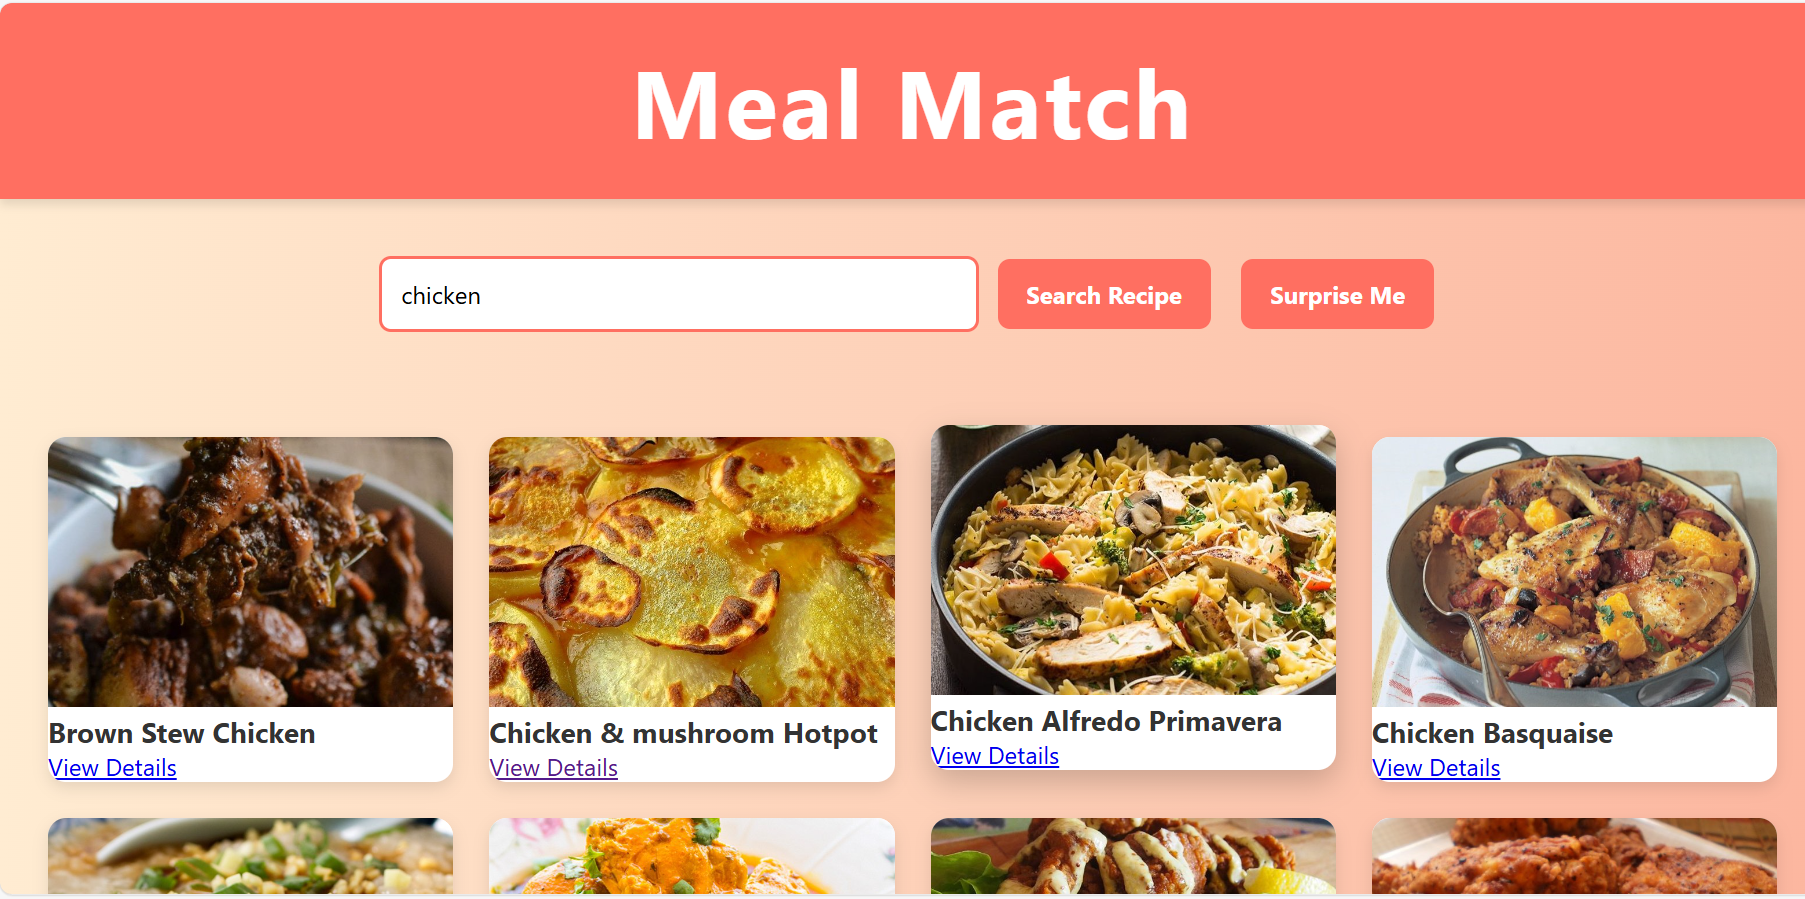 Meal Match
chicken
Search Recipe
Surprise Me
Brown Stew Chicken
View Details
Chicken & mushroom Hotpot
View Details
Chicken Alfredo Primavera
View Details
Chicken Basquaise
View Details